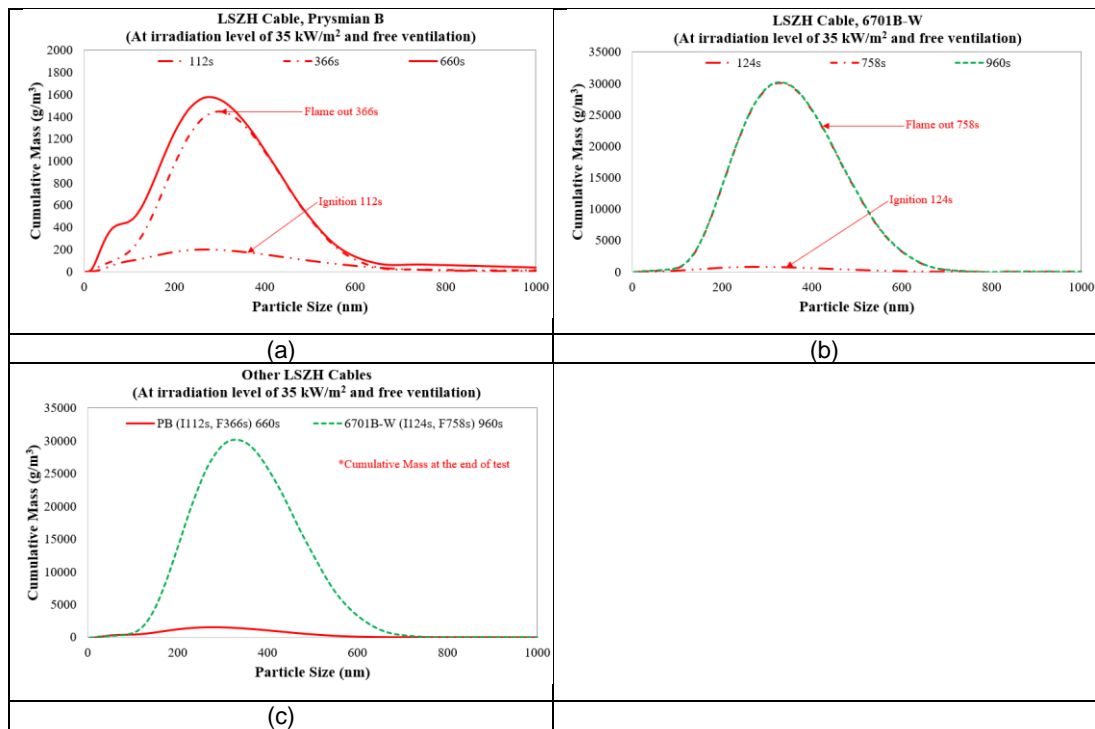 LSZH Cable, Prysmian B
(At irradiation level of 35 kW/m² and free ventilation)
112s
366s
660s
2000
1800
1600
1400
1200
1000
800
600
400
200
0
Cumulative Mass (g/m³)
Flame out 366s
Ignition 112s
0 200 400 600 800 1000
Particle Size (nm)
(a)
LSZH Cable, 6701B-W
(At irradiation level of 35 kW/m² and free ventilation)
124s
758s
960s
35000
30000
25000
20000
15000
10000
5000
0
Cumulative Mass (g/m³)
Flame out 758s
Ignition 124s
0 200 400 600 800 1000
Particle Size (nm)
(b)
Other LSZH Cables
(At irradiation level of 35 kW/m² and free ventilation)
PB (I112s, F366s) 660s
6701B-W (I124s, F758s) 960s
*Cumulative Mass at the end of test
35000
30000
25000
20000
15000
10000
5000
0
Cumulative Mass (g/m³)
0 200 400 600 800 1000
Particle Size (nm)
(c)